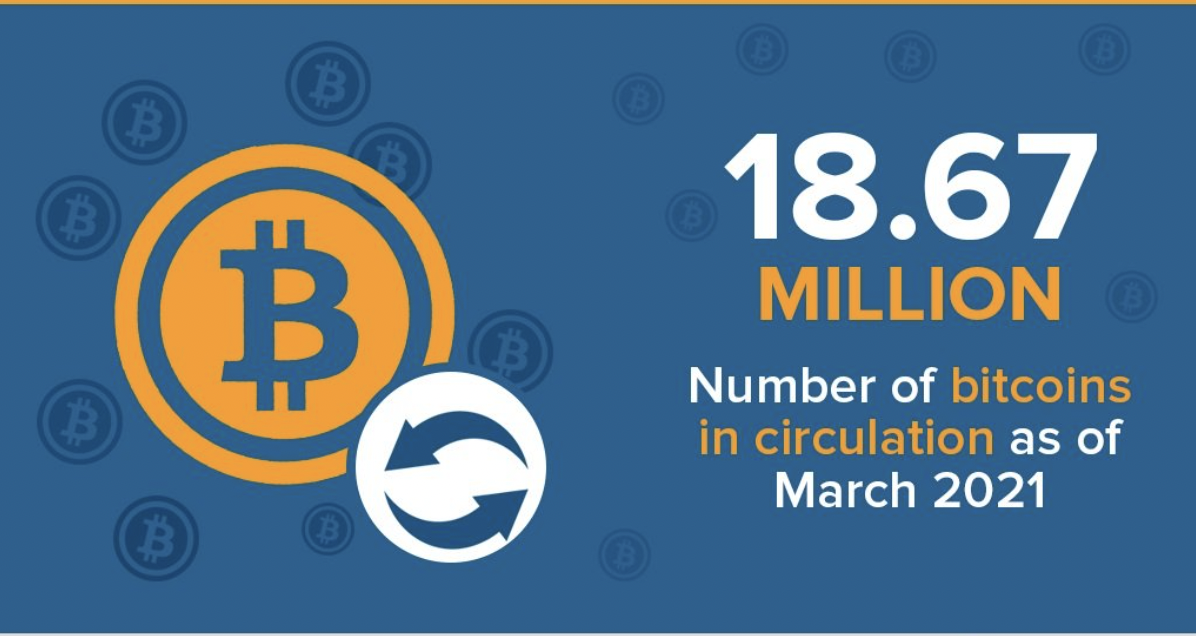 18.67
MILLION
Number of bitcoins
in circulation as of
March 2021